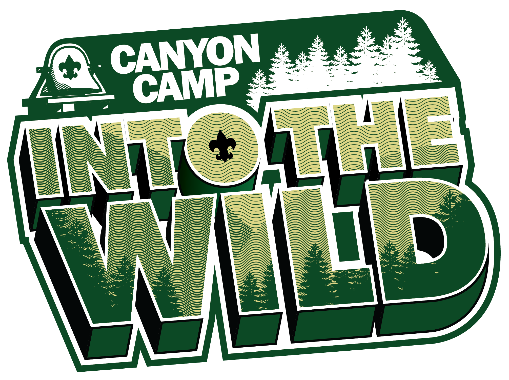 CANYON
CAMP
INTO THE
WILD